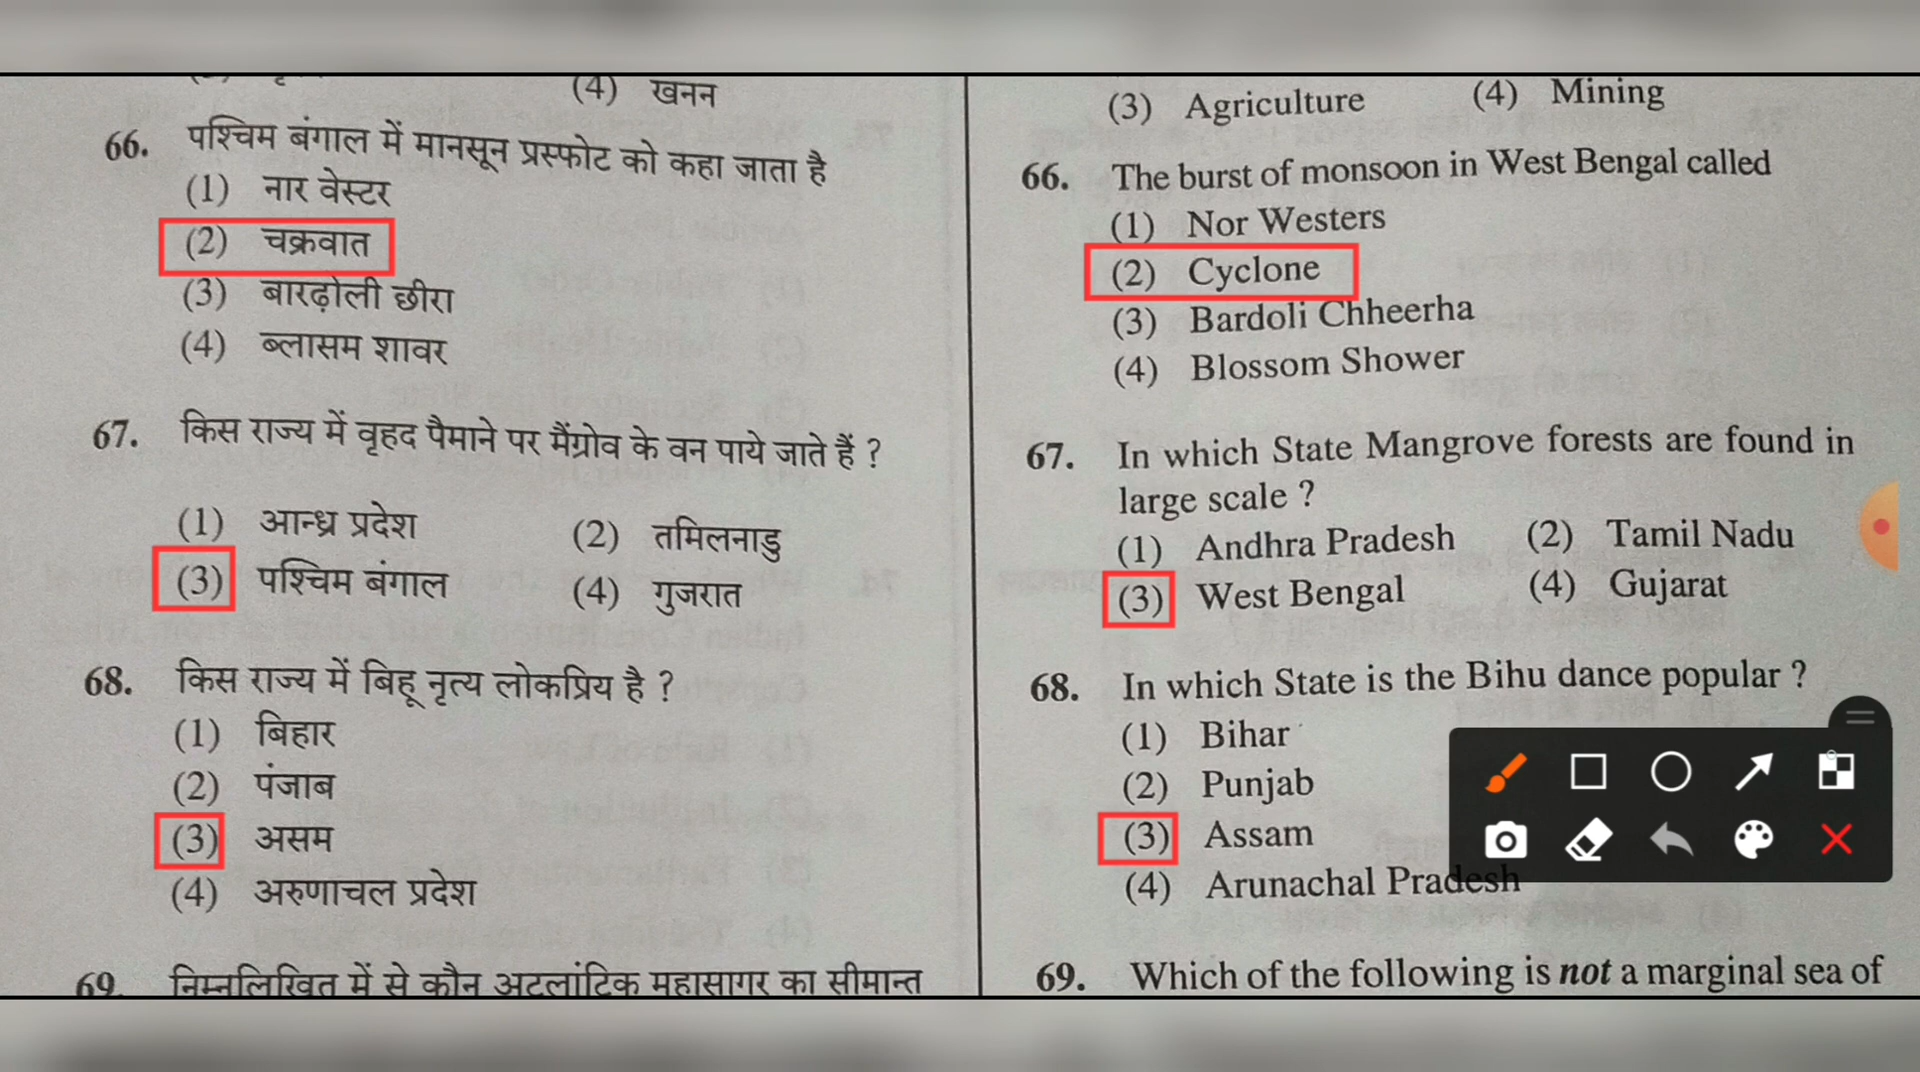 (4) खनन
66. पश्चिम बंगाल में मानसून प्रस्फोट को कहा जाता है
(1) नार वेस्टर
(2) चक्रवात
(3) बारढ़ोली छीरा
(4) ब्लासम शावर
67. किस राज्य में वृहद पैमाने पर मैंग्रोव के वन पाये जाते हैं ?
(1) आन्ध्र प्रदेश (2) तमिलनाडु
(3) पश्चिम बंगाल (4) गुजरात
68. किस राज्य में बिहू नृत्य लोकप्रिय है ?
(1) बिहार
(2) पंजाब
(3) असम
(4) अरुणाचल प्रदेश
69. निम्नलिखित में से कौन अटलांटिक महासागर का सीमान्त
(3) Agriculture (4) Mining
66. The burst of monsoon in West Bengal called
(1) Nor Westers
(2) Cyclone
(3) Bardoli Chheerha
(4) Blossom Shower
67. In which State Mangrove forests are found in
large scale ?
(1) Andhra Pradesh (2) Tamil Nadu
(3) West Bengal (4) Gujarat
68. In which State is the Bihu dance popular ?
(1) Bihar
(2) Punjab
(3) Assam
(4) Arunachal Pradesh
69. Which of the following is not a marginal sea of